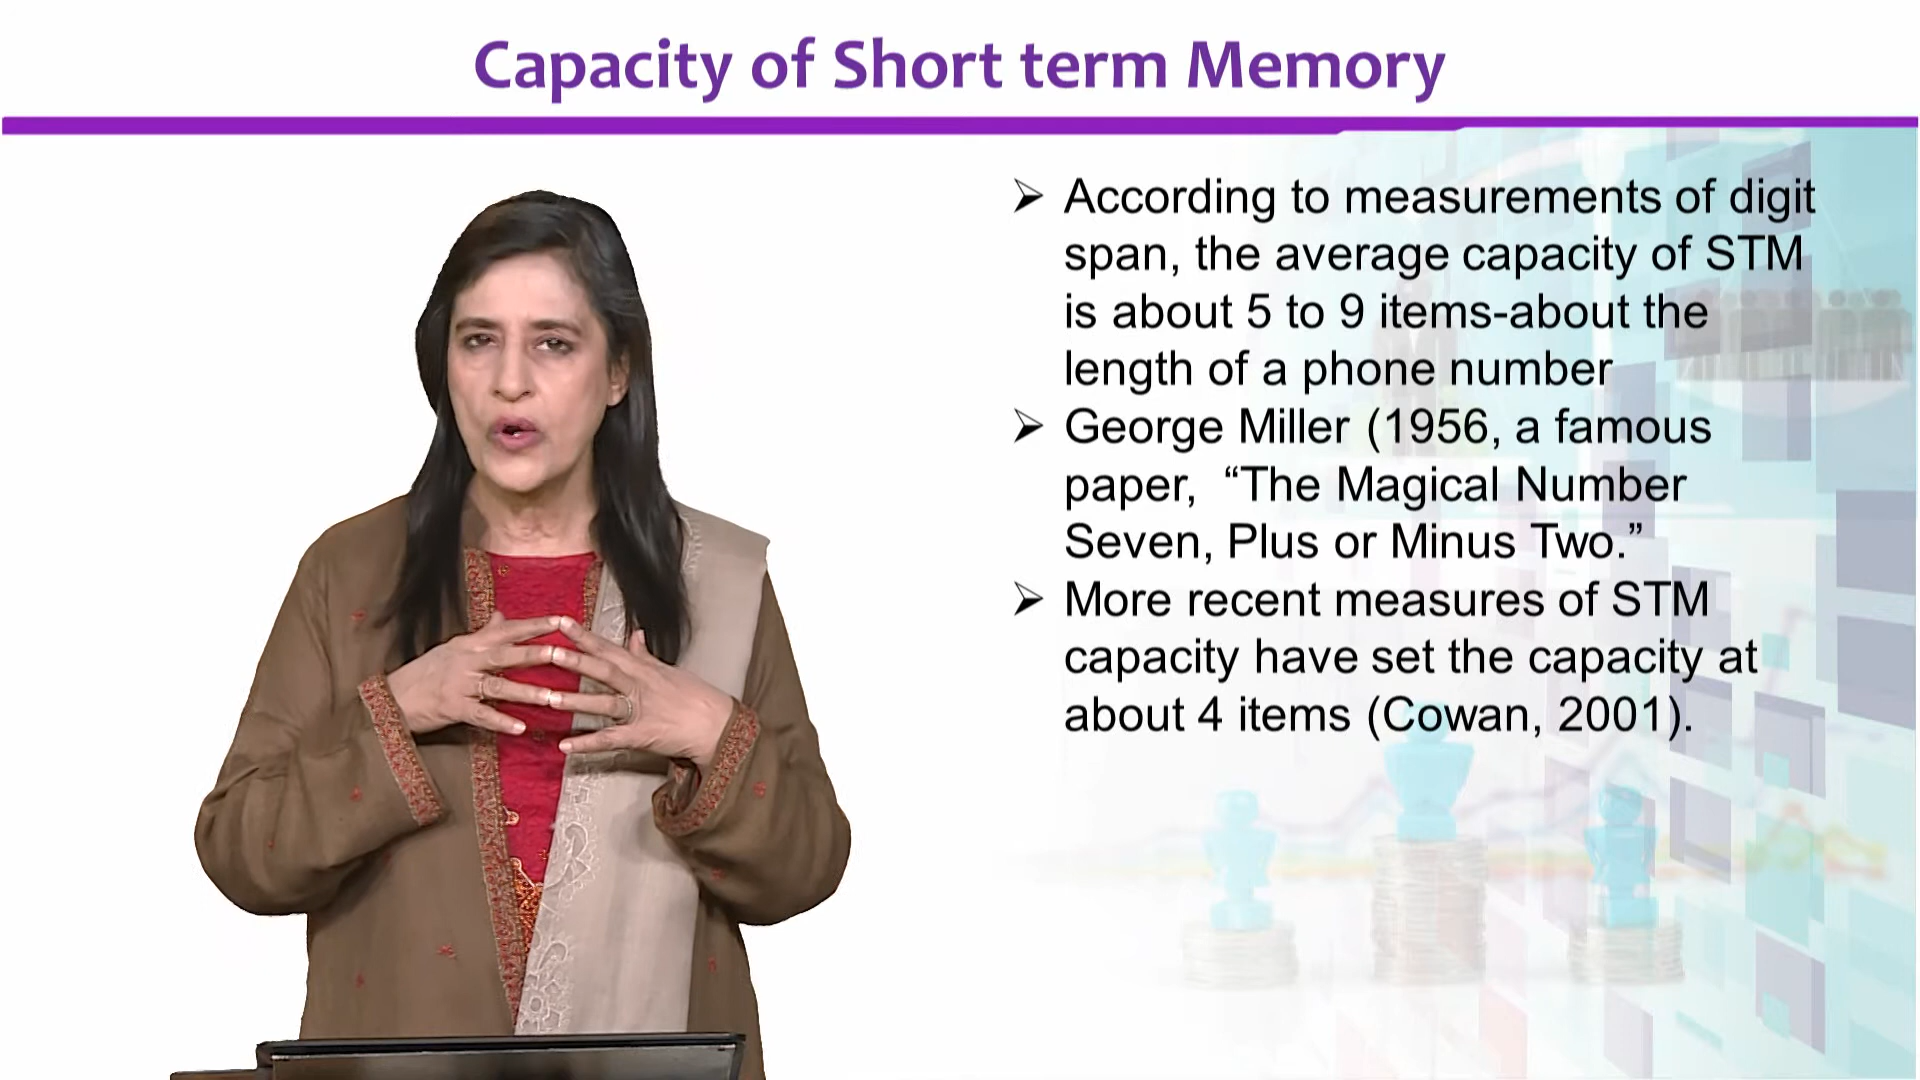 Capacity of Short term Memory
➢ According to measurements of digit
span, the average capacity of STM
is about 5 to 9 items-about the
length of a phone number
➢ George Miller (1956, a famous
paper,  “The Magical Number
Seven, Plus or Minus Two.”
➢ More recent measures of STM
capacity have set the capacity at
about 4 items (Cowan, 2001).